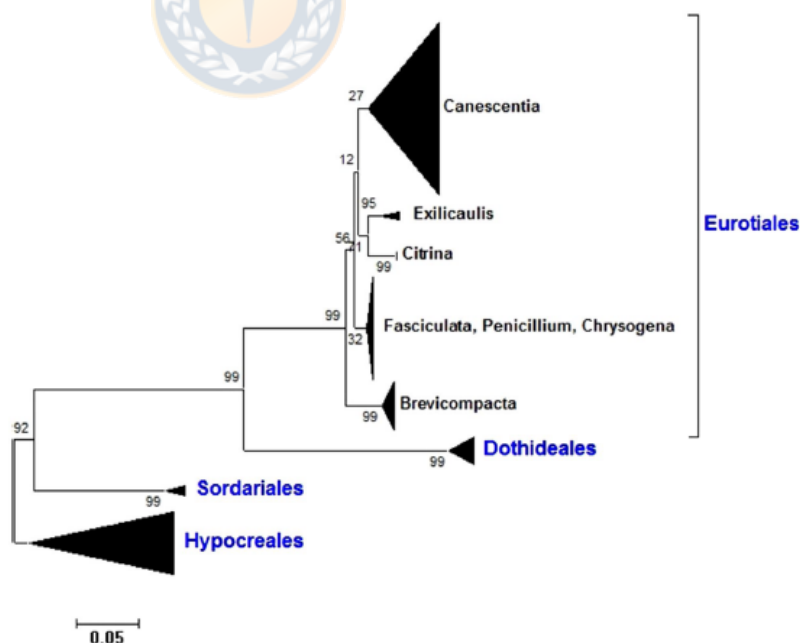 27
Canescentia
12
95
Exilicaulis
56
21
Citrina
99
Eurotiales
99
32
Fasciculata, Penicillium, Chrysogena
99
Brevicompacta
99
99
Dothideales
92
99
Sordariales
Hypocreales
0.05